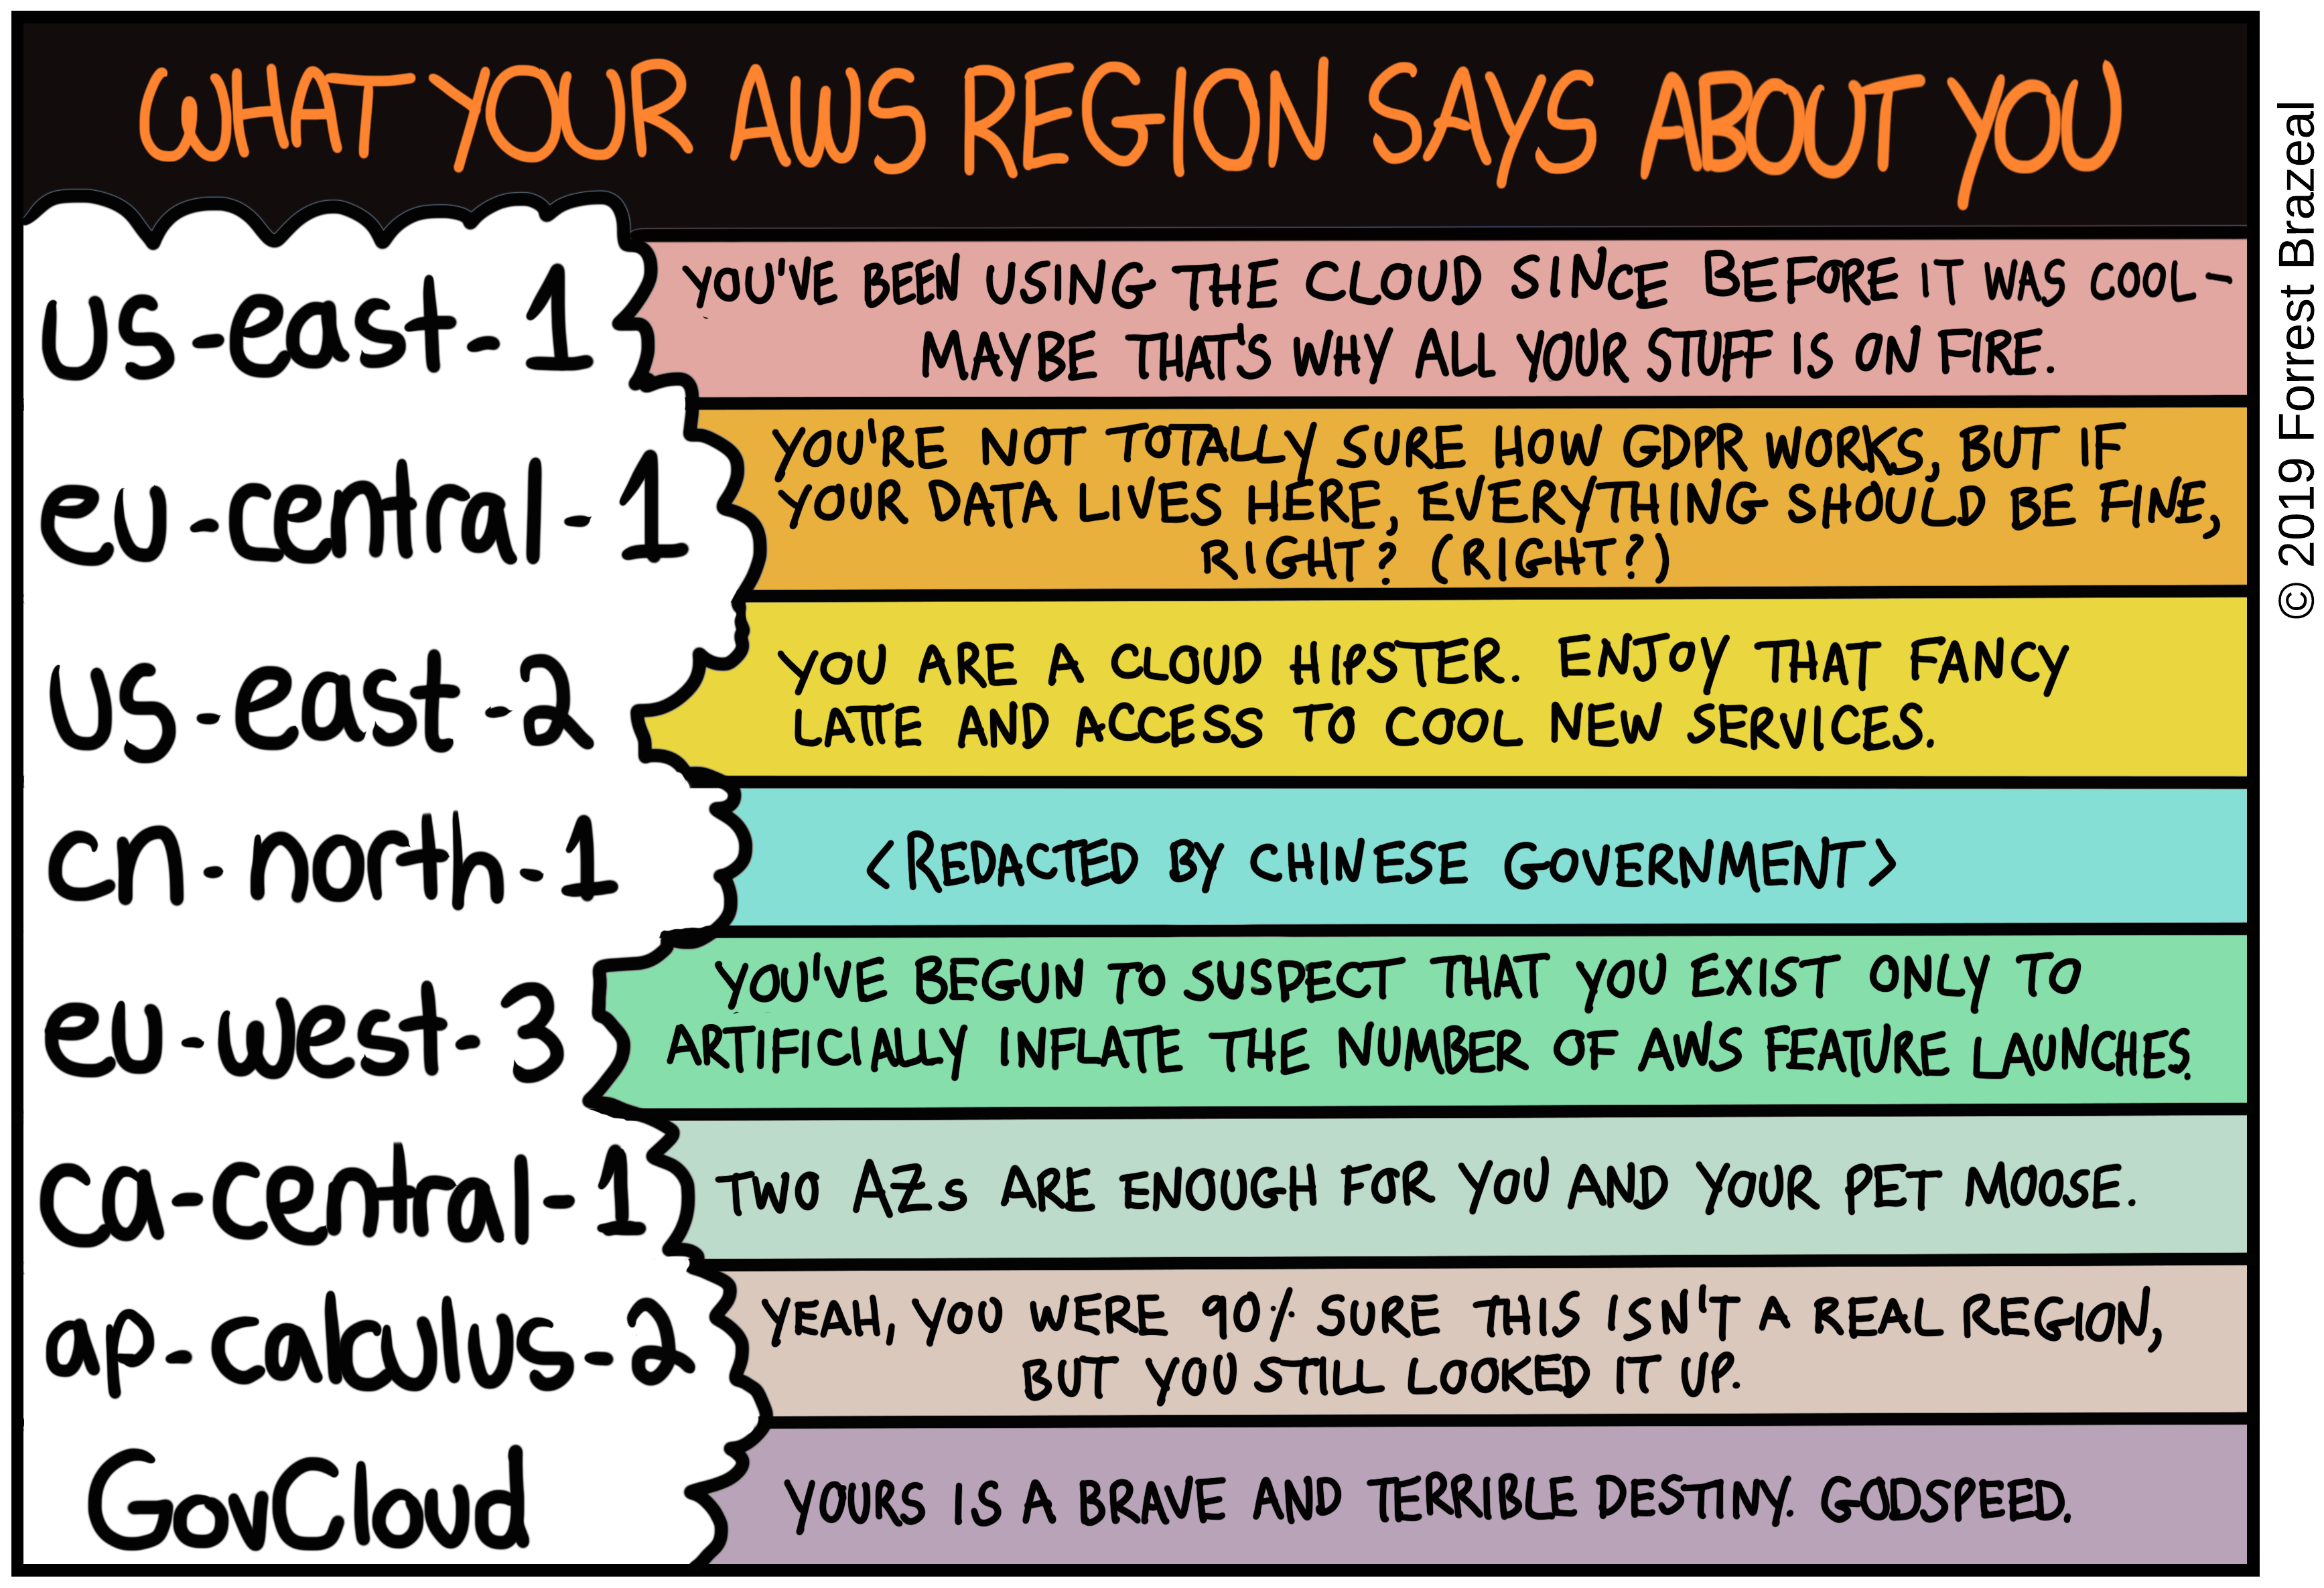 WHAT YOUR AWS REGION SAYS ABOUT YOU
us-east-1
YOU'VE BEEN USING THE CLOUD SINCE BEFORE IT WAS COOL-
MAYBE THAT'S WHY ALL YOUR STUFF IS ON FIRE.
eu-central-1
YOU'RE NOT TOTALLY SURE HOW GDPR WORKS, BUT IF
YOUR DATA LIVES HERE, EVERYTHING SHOULD BE FINE,
RIGHT? (RIGHT?)
us-east-2
YOU ARE A CLOUD HIPSTER. ENJOY THAT FANCY
LATTE AND ACCESS TO COOL NEW SERVICES.
cn-north-1
<REDACTED BY CHINESE GOVERNMENT>
eu-west-3
YOU'VE BEGUN TO SUSPECT THAT YOU EXIST ONLY TO
ARTIFICIALLY INFLATE THE NUMBER OF AWS FEATURE LAUNCHES.
ca-central-1
TWO AZs ARE ENOUGH FOR YOU AND YOUR PET MOOSE.
ap-calculus-2
YEAH, YOU WERE 90% SURE THIS ISN'T A REAL REGION,
BUT YOU STILL LOOKED IT UP.
GovCloud
YOURS IS A BRAVE AND TERRIBLE DESTINY. GODSPEED.
© 2019 Forrest Brazeal